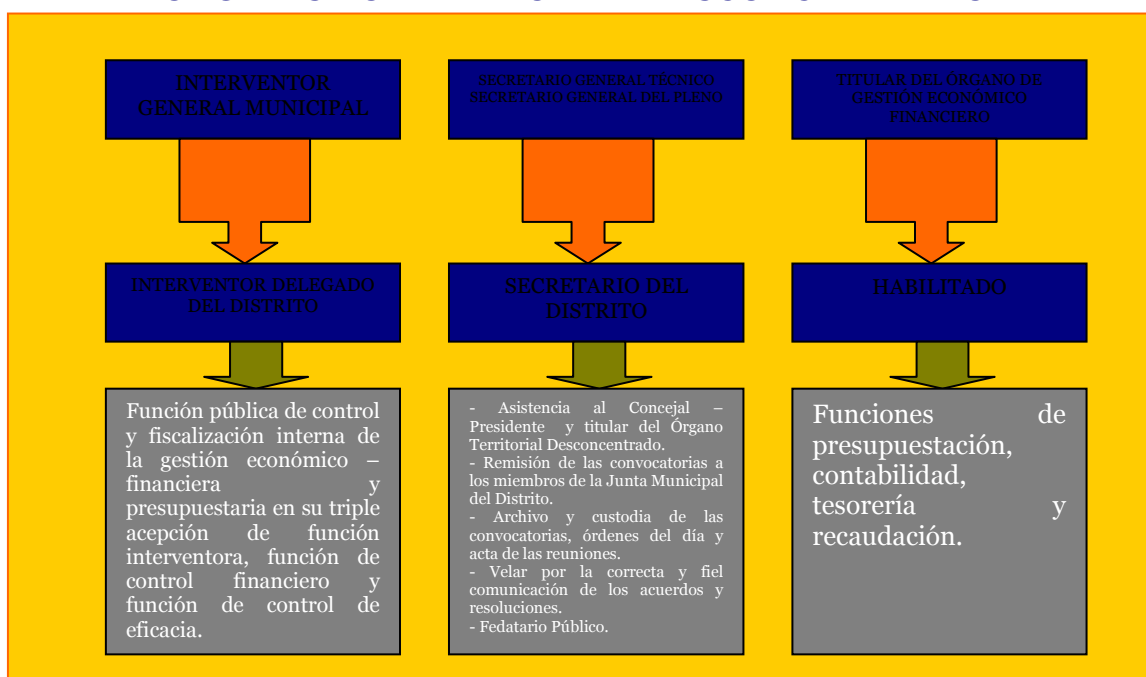 INTERVENTOR
GENERAL MUNICIPAL
SECRETARIO GENERAL TÉCNICO
SECRETARIO GENERAL DEL PLENO
TITULAR DEL ÓRGANO DE
GESTIÓN ECONÓMICO
FINANCIERO
INTERVENTOR DELEGADO
DEL DISTRITO
SECRETARIO DEL
DISTRITO
HABILITADO
Función pública de control
y fiscalización interna de
la gestión económico –
financiera y
presupuestaria en su triple
acepción de función
interventora, función de
control financiero y
función de control de
eficacia.
- Asistencia al Concejal –
Presidente y titular del Órgano
Territorial Desconcentrado.
- Remisión de las convocatorias a
los miembros de la Junta Municipal
del Distrito.
- Archivo y custodia de las
convocatorias, órdenes del día y
acta de las reuniones.
- Velar por la correcta y fiel
comunicación de los acuerdos y
resoluciones.
- Fedatario Público.
Funciones de
presupuestación,
contabilidad,
tesorería y
recaudación.